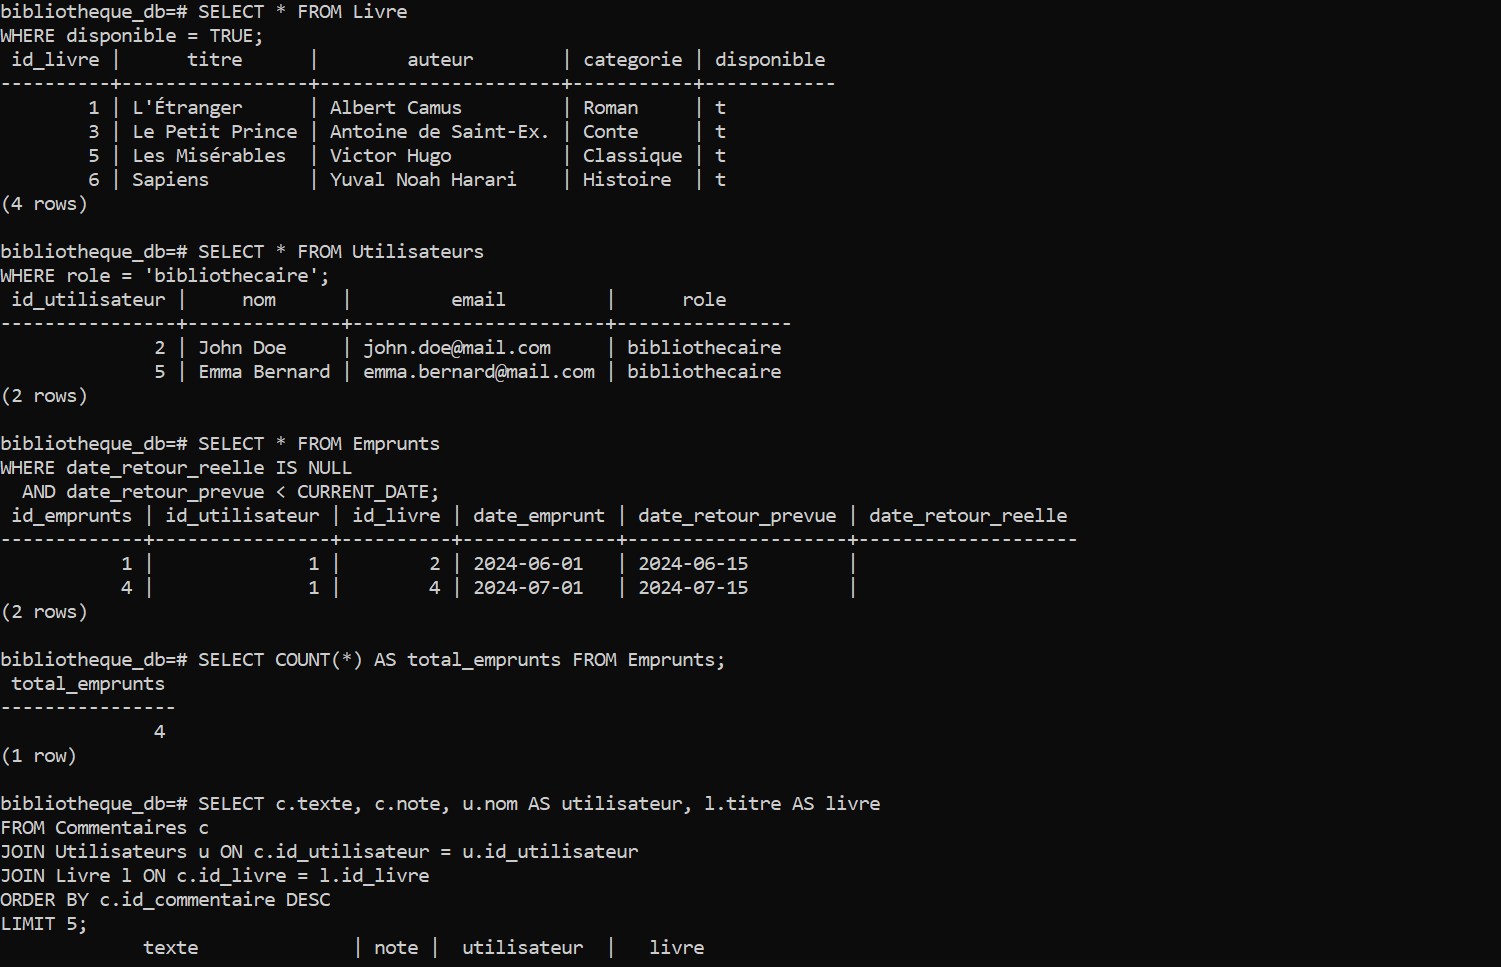 bibliotheque_db=# SELECT * FROM Livre
WHERE disponible = TRUE;
 id_livre |      titre      |        auteur        | categorie | disponible
----------+-----------------+----------------------+-----------+------------
        1 | L'Étranger      | Albert Camus         | Roman     | t
        3 | Le Petit Prince | Antoine de Saint-Ex. | Conte     | t
        5 | Les Misérables  | Victor Hugo          | Classique | t
        6 | Sapiens         | Yuval Noah Harari    | Histoire  | t
(4 rows)

bibliotheque_db=# SELECT * FROM Utilisateurs
WHERE role = 'bibliothecaire';
 id_utilisateur |     nom      |         email         |      role
----------------+--------------+-----------------------+----------------
              2 | John Doe     | john.doe@mail.com     | bibliothecaire
              5 | Emma Bernard | emma.bernard@mail.com | bibliothecaire
(2 rows)

bibliotheque_db=# SELECT * FROM Emprunts
WHERE date_retour_reelle IS NULL
  AND date_retour_prevue < CURRENT_DATE;
 id_emprunts | id_utilisateur | id_livre | date_emprunt | date_retour_prevue | date_retour_reelle
-------------+----------------+----------+--------------+--------------------+--------------------
           1 |              1 |        2 | 2024-06-01   | 2024-06-15         |
           4 |              1 |        4 | 2024-07-01   | 2024-07-15         |
(2 rows)

bibliotheque_db=# SELECT COUNT(*) AS total_emprunts FROM Emprunts;
 total_emprunts
----------------
              4
(1 row)

bibliotheque_db=# SELECT c.texte, c.note, u.nom AS utilisateur, l.titre AS livre
FROM Commentaires c
JOIN Utilisateurs u ON c.id_utilisateur = u.id_utilisateur
JOIN Livre l ON c.id_livre = l.id_livre
ORDER BY c.id_commentaire DESC
LIMIT 5;
             texte              | note |  utilisateur  |   livre